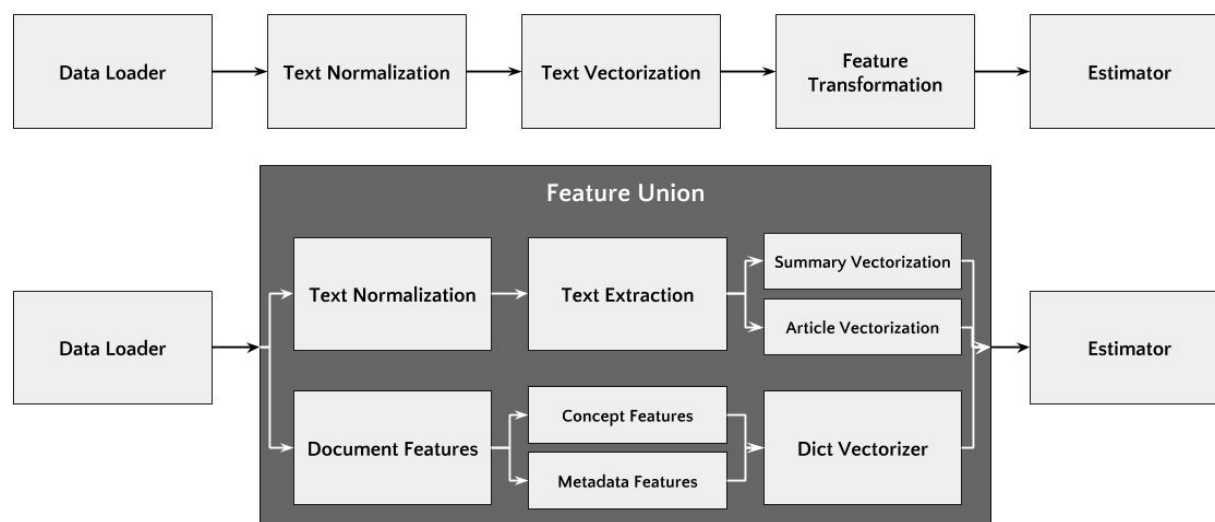 Data Loader
Text Normalization
Text Vectorization
Feature
Transformation
Estimator
Feature Union
Data Loader
Text Normalization
Text Extraction
Summary Vectorization
Article Vectorization
Estimator
Document Features
Concept Features
Metadata Features
Dict Vectorizer